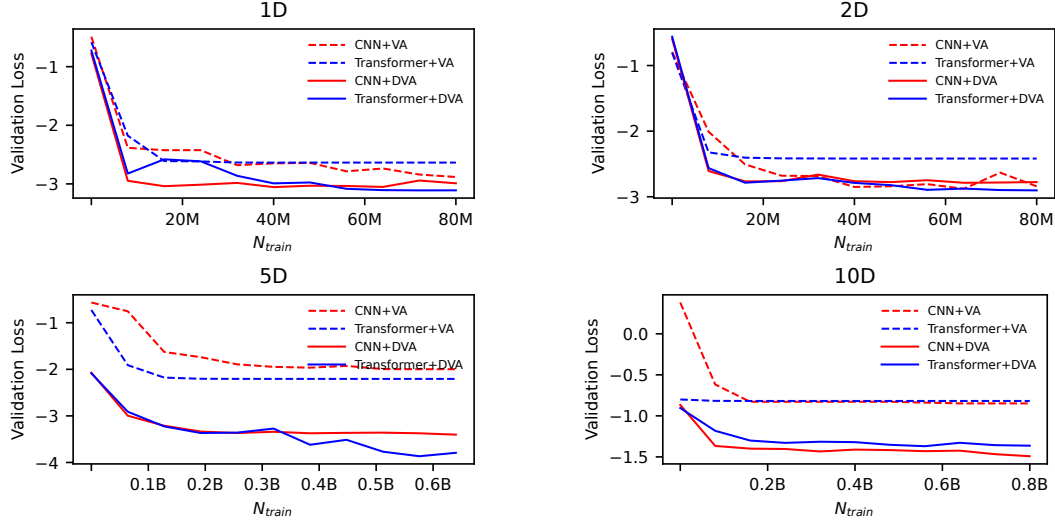 1D
Validation Loss
−1
−2
−3
CNN+VA
Transformer+VA
CNN+DVA
Transformer+DVA
20M
40M
60M
80M
N_train
2D
Validation Loss
−1
−2
−3
CNN+VA
Transformer+VA
CNN+DVA
Transformer+DVA
20M
40M
60M
80M
N_train
5D
Validation Loss
−1
−2
−3
−4
CNN+VA
Transformer+VA
CNN+DVA
Transformer+DVA
0.1B
0.2B
0.3B
0.4B
0.5B
0.6B
N_train
10D
Validation Loss
0.0
−0.5
−1.0
−1.5
CNN+VA
Transformer+VA
CNN+DVA
Transformer+DVA
0.2B
0.4B
0.6B
0.8B
N_train